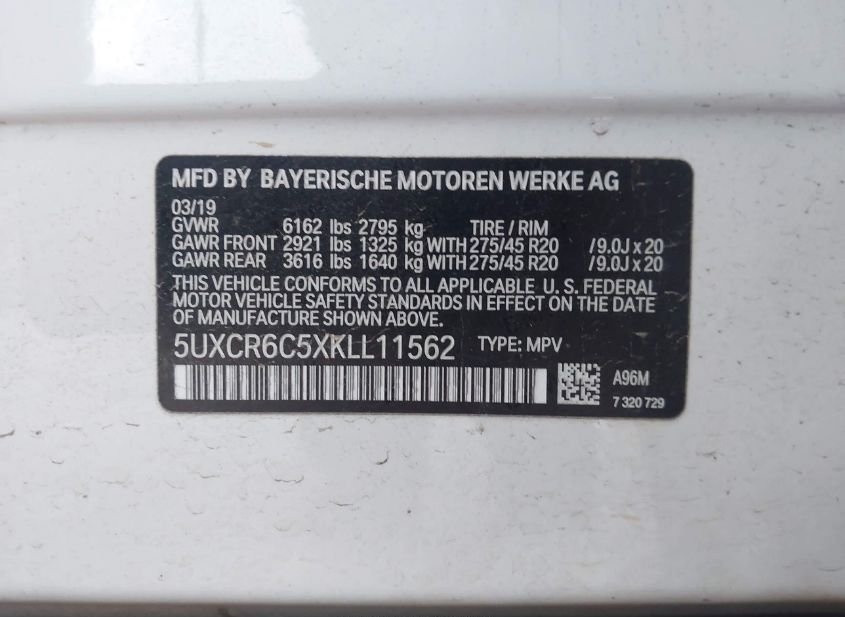 MFD BY BAYERISCHE MOTOREN WERKE AG
03/19
GVWR 6162 lbs 2795 kg TIRE / RIM
GAWR FRONT 2921 lbs 1325 kg WITH 275/45 R20 /9.0J x 20
GAWR REAR 3616 lbs 1640 kg WITH 275/45 R20 /9.0J x 20
THIS VEHICLE CONFORMS TO ALL APPLICABLE U. S. FEDERAL
MOTOR VEHICLE SAFETY STANDARDS IN EFFECT ON THE DATE
OF MANUFACTURE SHOWN ABOVE.
5UXCR6C5XKLL11562 TYPE: MPV
A96M
7 320 729